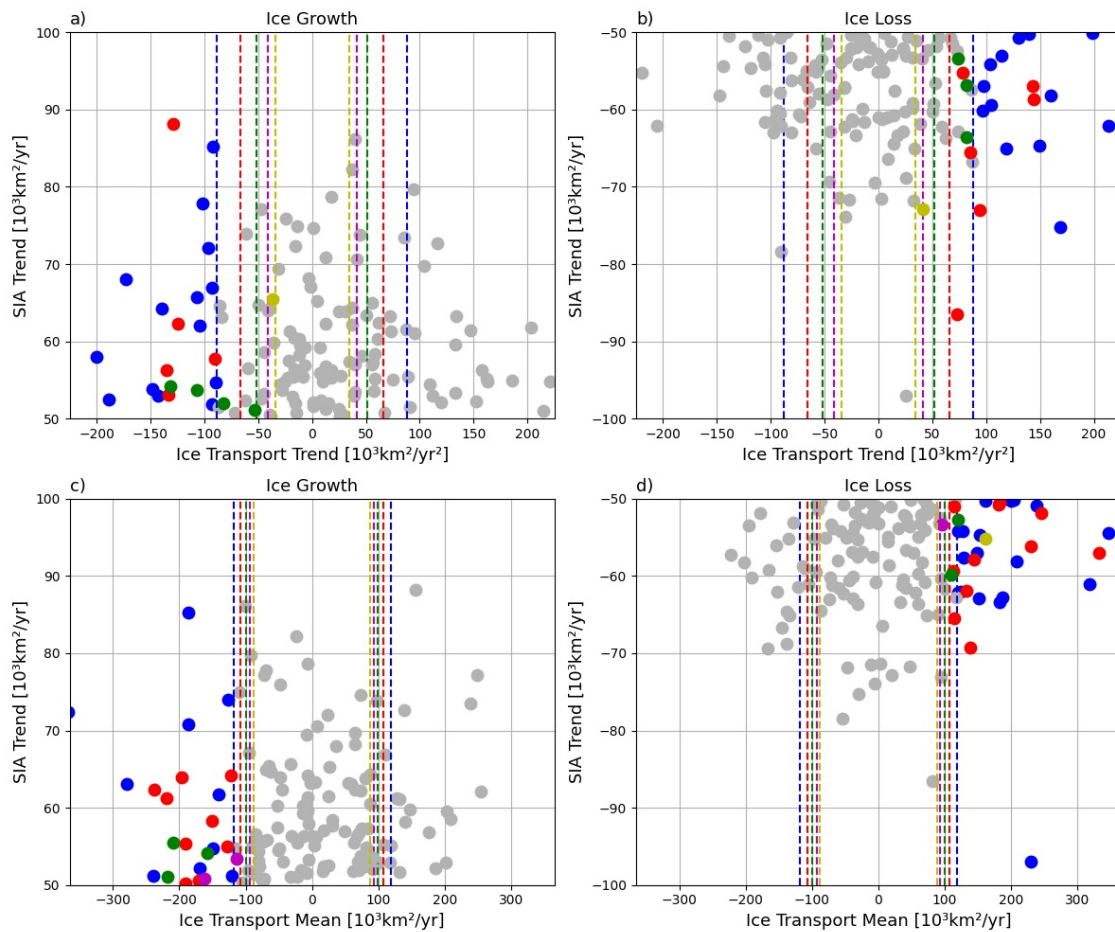 a) Ice Growth
100
90
80
70
60
50
SIA Trend [10³km²/yr]
−200 −150 −100 −50 0 50 100 150 200
Ice Transport Trend [10³km²/yr²]
b) Ice Loss
−50
−60
−70
−80
−90
−100
SIA Trend [10³km²/yr]
−200 −150 −100 −50 0 50 100 150 200
Ice Transport Trend [10³km²/yr²]
c) Ice Growth
100
90
80
70
60
50
SIA Trend [10³km²/yr]
−300 −200 −100 0 100 200 300
Ice Transport Mean [10³km²/yr]
d) Ice Loss
−50
−60
−70
−80
−90
−100
SIA Trend [10³km²/yr]
−300 −200 −100 0 100 200 300
Ice Transport Mean [10³km²/yr]